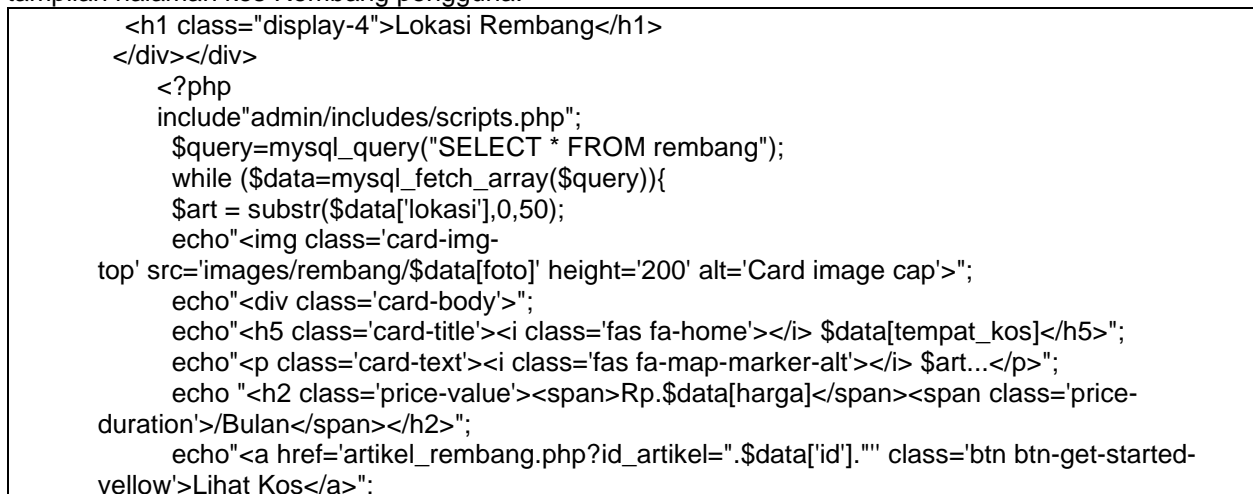 <h1 class="display-4">Lokasi Rembang</h1>
</div></div>
<?php
include"admin/includes/scripts.php";
$query=mysql_query("SELECT * FROM rembang");
while ($data=mysql_fetch_array($query)){
$art = substr($data['lokasi'],0,50);
echo"<img class='card-img-
top' src='images/rembang/$data[foto]' height='200' alt='Card image cap'>";
echo"<div class='card-body'>";
echo"<h5 class='card-title'><i class='fas fa-home'></i> $data[tempat_kos]</h5>";
echo"<p class='card-text'><i class='fas fa-map-marker-alt'></i> $art...</p>";
echo "<h2 class='price-value'><span>Rp.$data[harga]</span><span class='price-
duration'>/Bulan</span></h2>";
echo"<a href='artikel_rembang.php?id_artikel=".$data['id']."'' class='btn btn-get-started-
yellow'>Lihat Kos</a>";